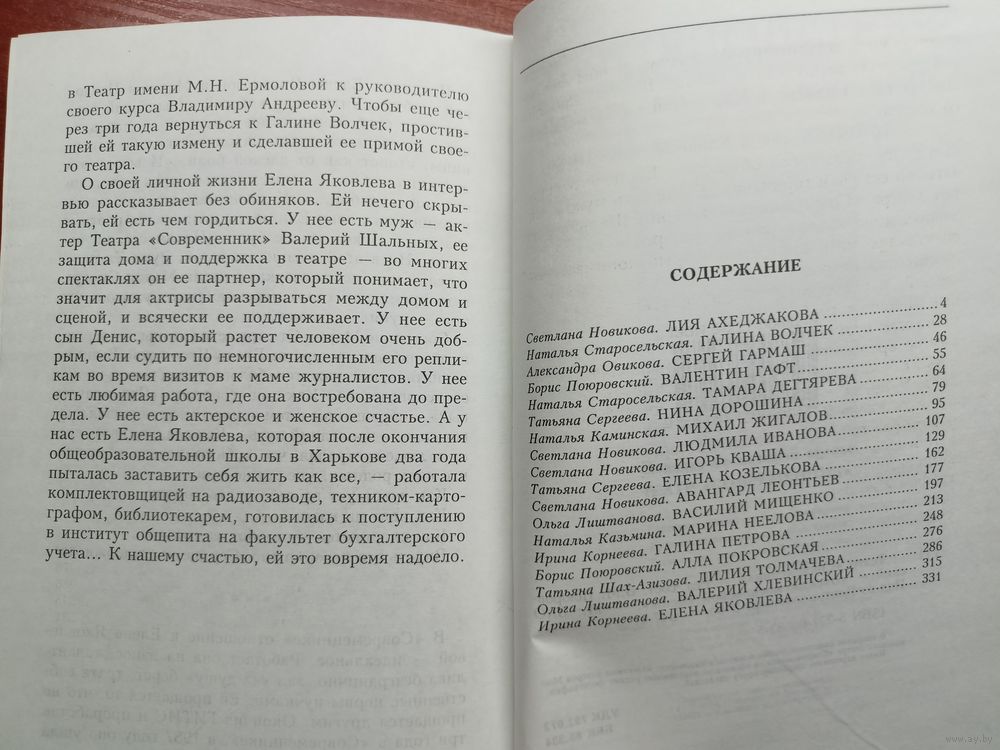 в Театр имени М.Н. Ермоловой к руководителю
своего курса Владимиру Андрееву. Чтобы еще че-
рез три года вернуться к Галине Волчек, простив-
шей ей такую измену и сделавшей ее примой свое-
го театра.
О своей личной жизни Елена Яковлева в интер-
вью рассказывает без обиняков. Ей нечего скры-
вать, ей есть чем гордиться. У нее есть муж — ак-
тер Театра «Современник» Валерий Шальных, ее
защита дома и поддержка в театре — во многих
спектаклях он ее партнер, который понимает, что
значит для актрисы разрываться между домом и
сценой, и всячески ее поддерживает. У нее есть
сын Денис, который растет человеком очень доб-
рым, если судить по немногочисленным его репли-
кам во время визитов к маме журналистов. У нее
есть любимая работа, где она востребована до пре-
дела. У нее есть актерское и женское счастье. А у
нас есть Елена Яковлева, которая после окончания
общеобразовательной школы в Харькове два года
пыталась заставить себя жить как все, — работала
комплектовщицей на радиозаводе, техником-карто-
графом, библиотекарем, готовилась к поступлению
в институт общепита на факультет бухгалтерского
учета... К нашему счастью, ей это вовремя надоело.
СОДЕРЖАНИЕ
Светлана Новикова. ЛИЯ АХЕДЖАКОВА 4
Наталья Старосельская. ГАЛИНА ВОЛЧЕК 28
Александра Овикова. СЕРГЕЙ ГАРМАШ 46
Борис Поюровский. ВАЛЕНТИН ГАФТ 55
Наталья Старосельская. ТАМАРА ДЕГТЯРЕВА 64
Татьяна Сергеева. НИНА ДОРОШИНА 79
Наталья Каминская. МИХАИЛ ЖИГАЛОВ 95
Светлана Новикова. ЛЮДМИЛА ИВАНОВА 107
Светлана Новикова. ИГОРЬ КВАША 129
Татьяна Сергеева. ЕЛЕНА КОЗЕЛЬКОВА 162
Светлана Новикова. АВАНГАРД ЛЕОНТЬЕВ 177
Ольга Лиштванова. ВАСИЛИЙ МИЩЕНКО 197
Наталья Казьмина. МАРИНА НЕЕЛОВА 213
Ирина Корнеева. ГАЛИНА ПЕТРОВА 248
Борис Поюровский. АЛЛА ПОКРОВСКАЯ 276
Татьяна Шах-Азизова. ЛИЛИЯ ТОЛМАЧЕВА 286
Ольга Лиштванова. ВАЛЕРИЙ ХЛЕВИНСКИЙ 315
Ирина Корнеева. ЕЛЕНА ЯКОВЛЕВА 331
www.ay.by